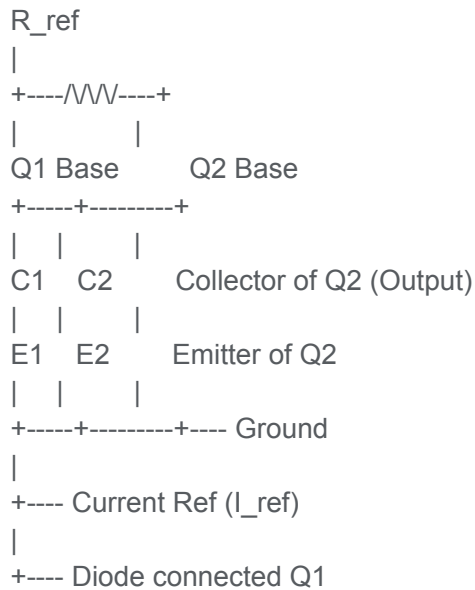 R_ref
|
+----/\/\/\/----+
| |
Q1 Base Q2 Base
+-----+---------+
| | |
C1 C2 Collector of Q2 (Output)
| | |
E1 E2 Emitter of Q2
| | |
+-----+---------+---- Ground
|
+---- Current Ref (I_ref)
|
+---- Diode connected Q1